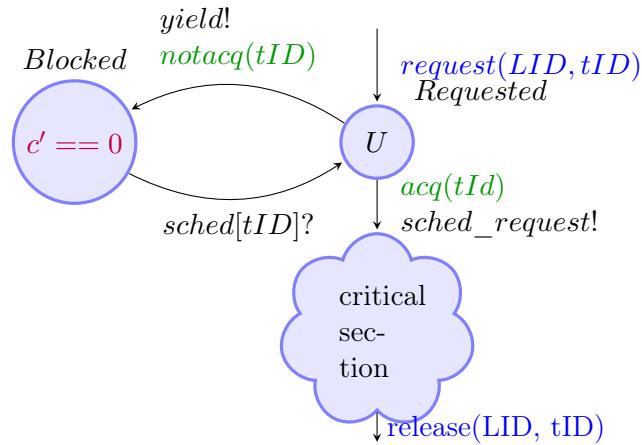 yield!
notacq(tID)
Blocked
request(LID, tID)
Requested
c′ == 0
U
sched[tID]?
acq(tId)
sched_request!
critical
sec-
tion
release(LID, tID)